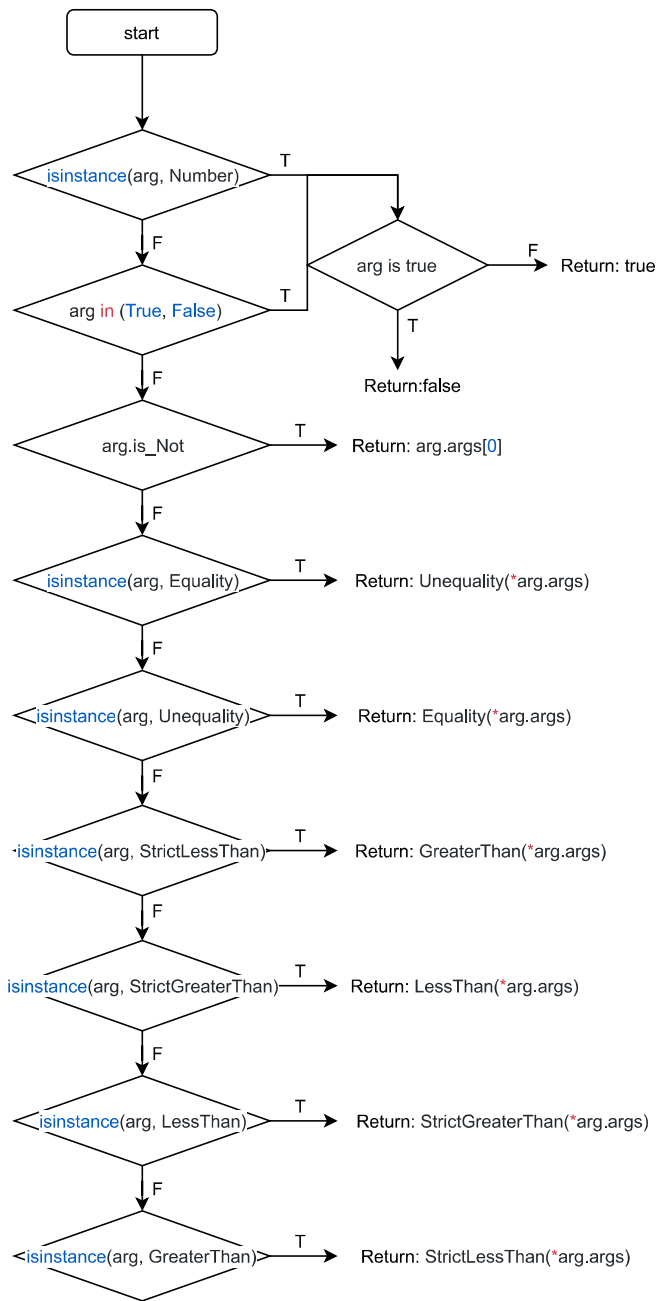 start
isinstance(arg, Number)
T
F
arg is true
F
Return: true
arg in (True, False)
T
T
Return:false
F
arg.is_Not
T
Return: arg.args[0]
F
isinstance(arg, Equality)
T
Return: Unequality(*arg.args)
F
isinstance(arg, Unequality)
T
Return: Equality(*arg.args)
F
isinstance(arg, StrictLessThan)
T
Return: GreaterThan(*arg.args)
F
isinstance(arg, StrictGreaterThan)
T
Return: LessThan(*arg.args)
F
isinstance(arg, LessThan)
T
Return: StrictGreaterThan(*arg.args)
F
isinstance(arg, GreaterThan)
T
Return: StrictLessThan(*arg.args)